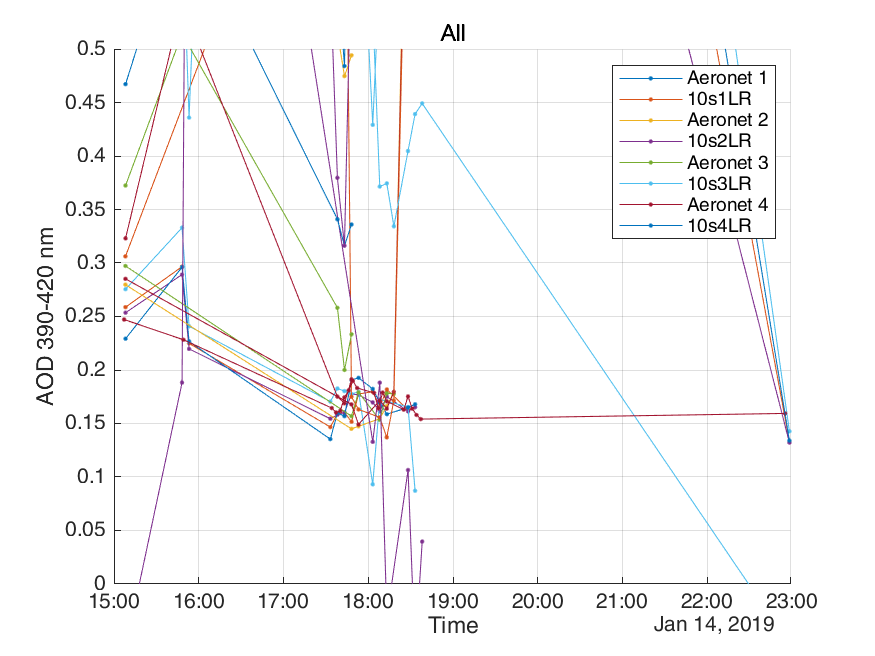 All
0.5
0.45
0.4
0.35
0.3
0.25
0.2
0.15
0.1
0.05
0
AOD 390-420 nm
Aeronet 1
10s1LR
Aeronet 2
10s2LR
Aeronet 3
10s3LR
Aeronet 4
10s4LR
15:00 16:00 17:00 18:00 19:00 20:00 21:00 22:00 23:00
Time
Jan 14, 2019